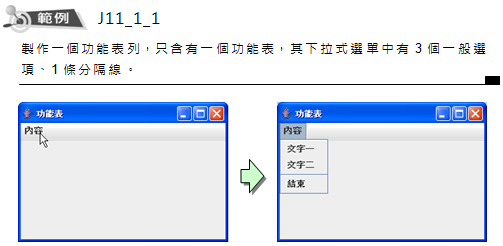 範例 J11_1_1
製作一個功能表列，只含有一個功能表，其下拉式選單中有 3 個一般選
項、1 條分隔線。
功能表
內容
功能表
內容
文字一
文字二
結束